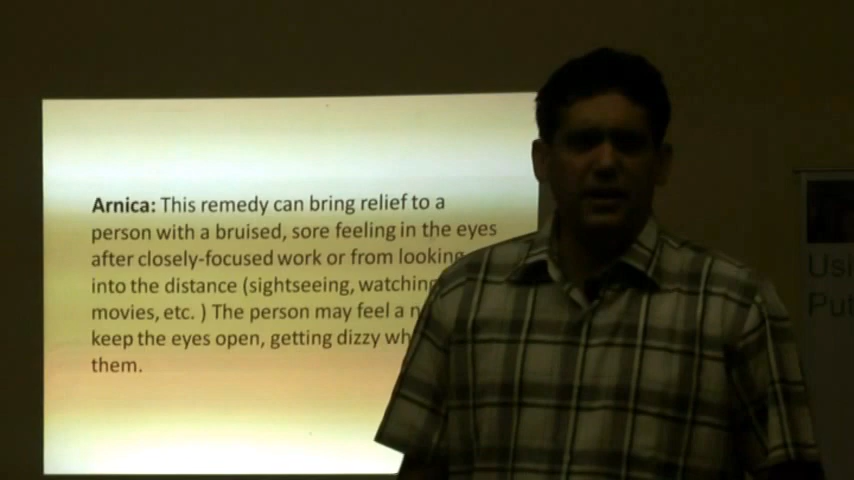 Arnica: This remedy can bring relief to a
person with a bruised, sore feeling in the eyes
after closely-focused work or from looking
into the distance (sightseeing, watching
movies, etc. ) The person may feel a
keep the eyes open, getting dizzy
them.